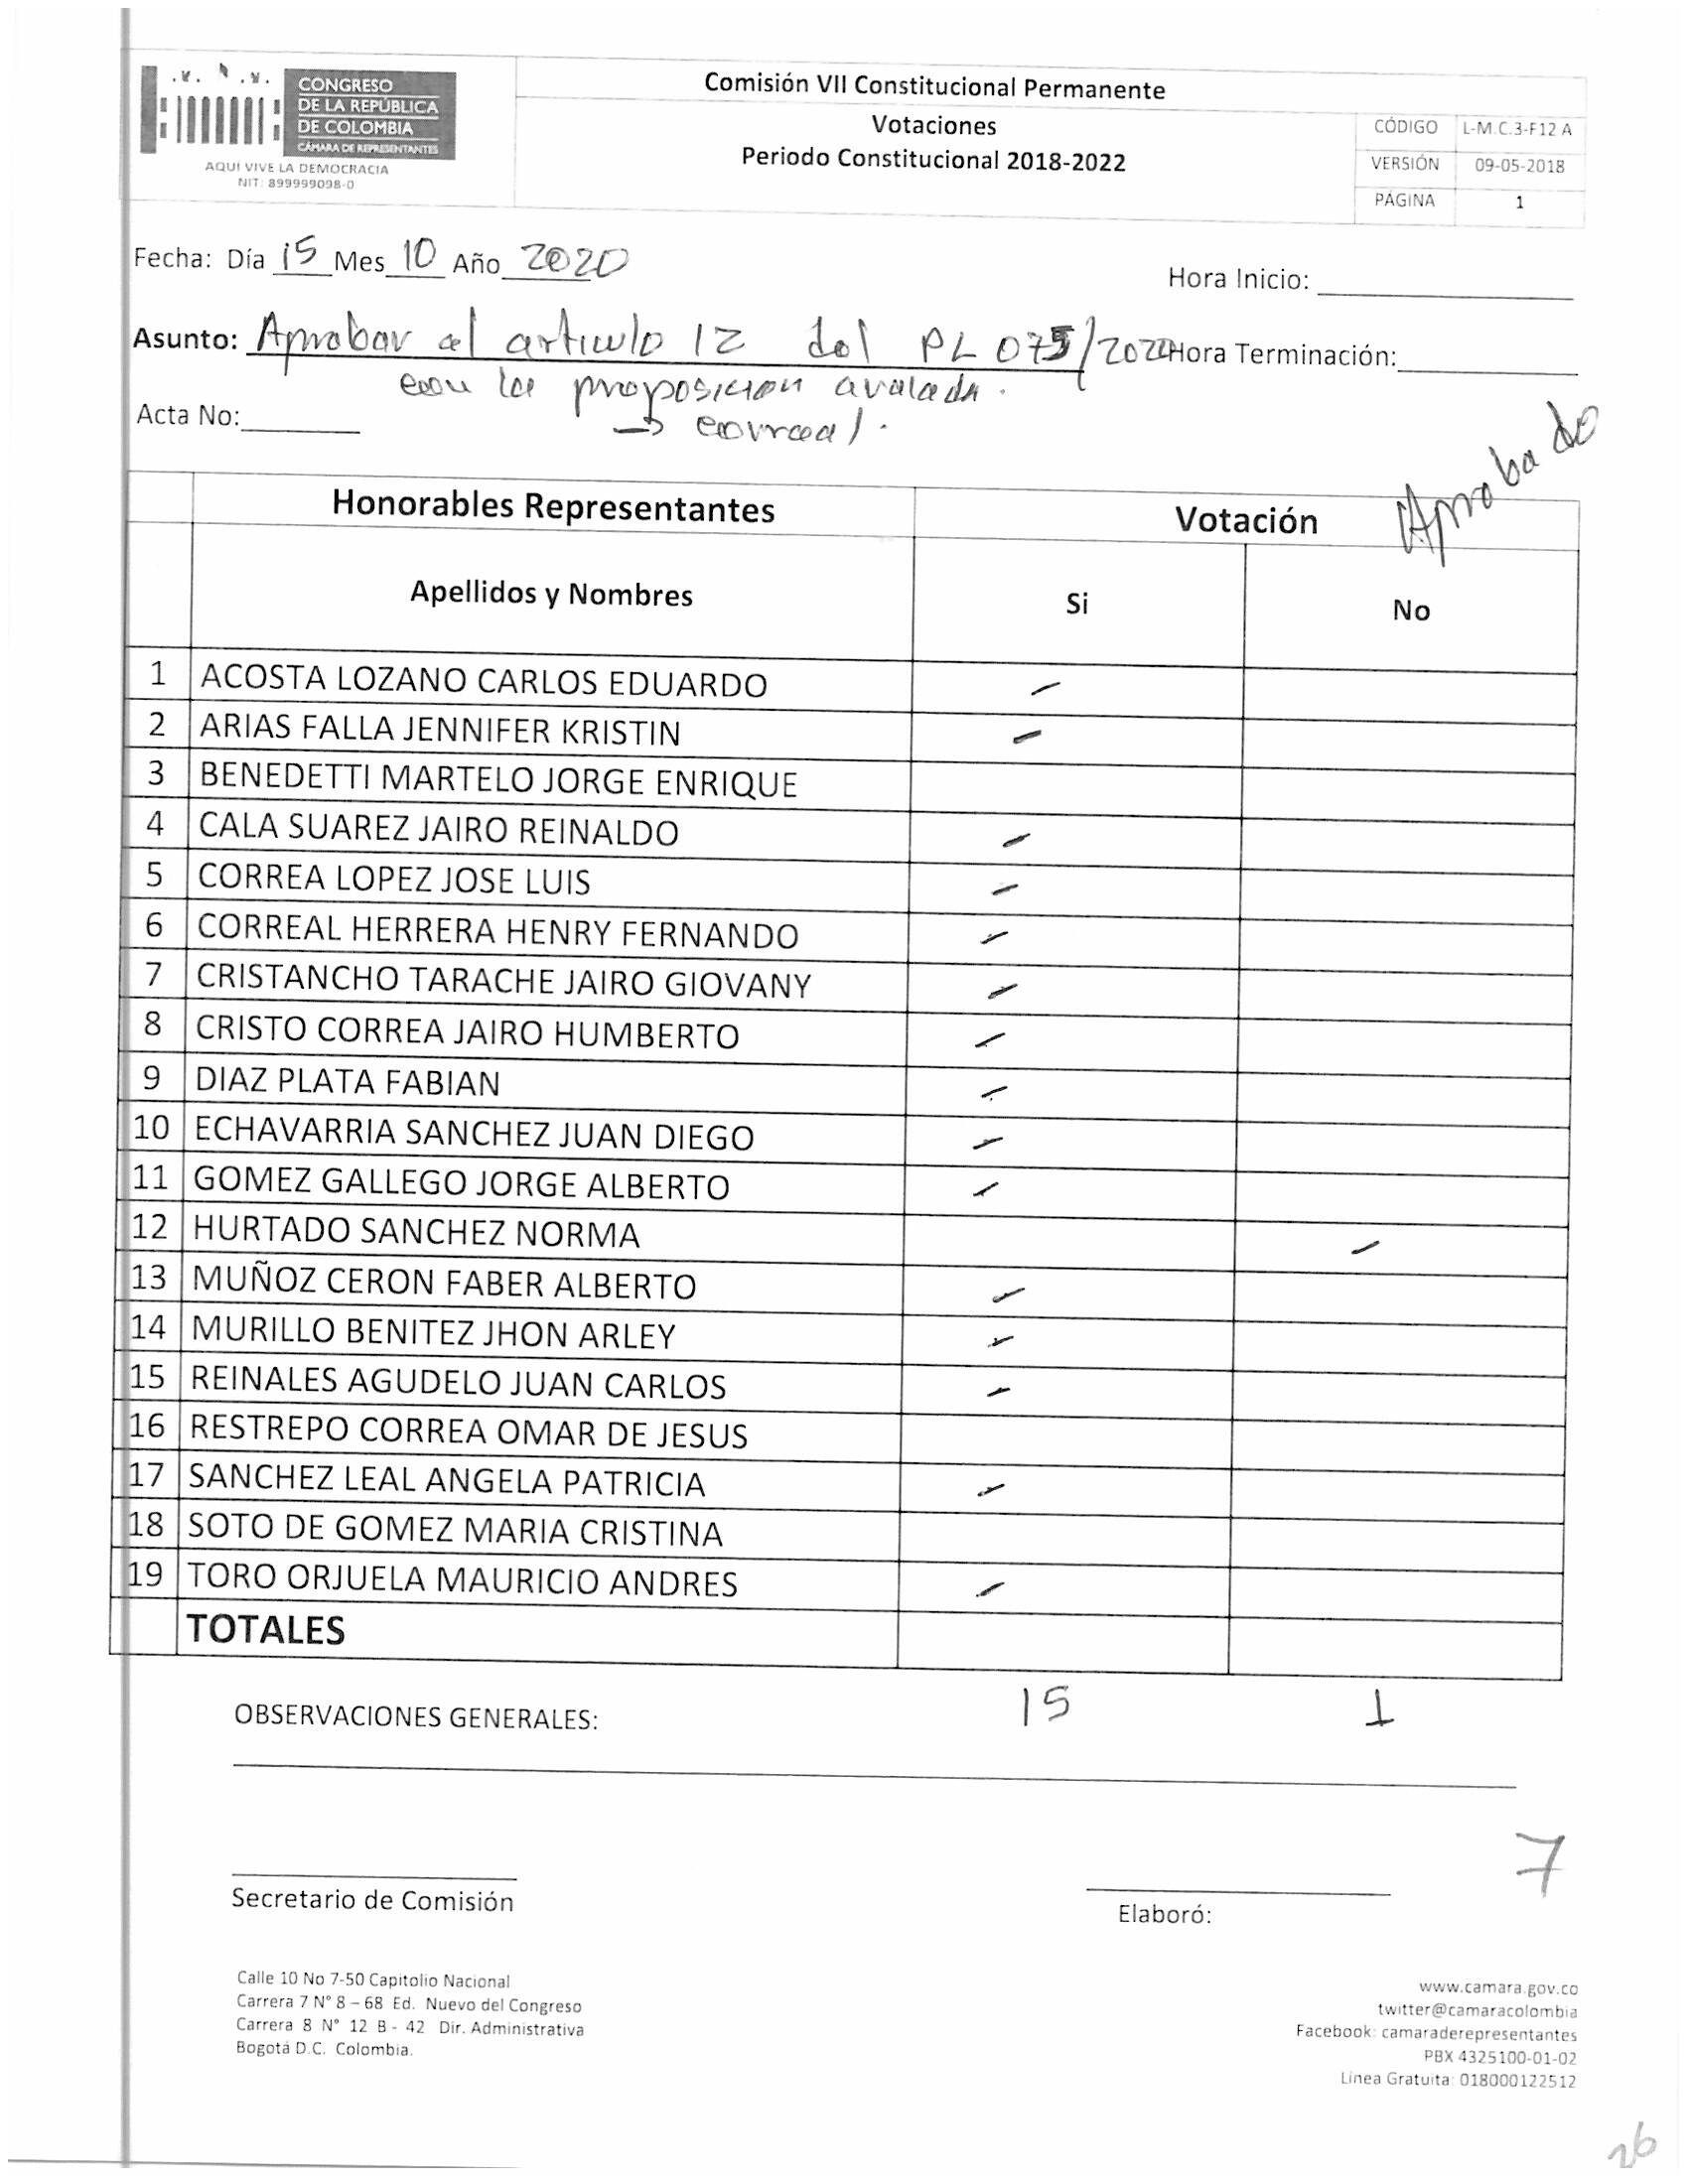 CONGRESO
DE LA REPÚBLICA
DE COLOMBIA
CÁMARA DE REPRESENTANTES
AQUI VIVE LA DEMOCRACIA
NIT: 899999098-0
Comisión VII Constitucional Permanente
Votaciones
Periodo Constitucional 2018-2022
CÓDIGO L-M.C.3-F12 A
VERSIÓN 09-05-2018
PÁGINA 1
Fecha: Día 15 Mes 10 Año 2020
Hora Inicio:
Asunto: Aprobar el articulo 12 del PL 075/2020 Hora Terminación:
con la proposicion avalada.
Acta No:
→ correal.
Aprobado
Honorables Representantes Votación
Apellidos y Nombres Si No
1 ACOSTA LOZANO CARLOS EDUARDO
2 ARIAS FALLA JENNIFER KRISTIN
3 BENEDETTI MARTELO JORGE ENRIQUE
4 CALA SUAREZ JAIRO REINALDO
5 CORREA LOPEZ JOSE LUIS
6 CORREAL HERRERA HENRY FERNANDO
7 CRISTANCHO TARACHE JAIRO GIOVANY
8 CRISTO CORREA JAIRO HUMBERTO
9 DIAZ PLATA FABIAN
10 ECHAVARRIA SANCHEZ JUAN DIEGO
11 GOMEZ GALLEGO JORGE ALBERTO
12 HURTADO SANCHEZ NORMA
13 MUÑOZ CERON FABER ALBERTO
14 MURILLO BENITEZ JHON ARLEY
15 REINALES AGUDELO JUAN CARLOS
16 RESTREPO CORREA OMAR DE JESUS
17 SANCHEZ LEAL ANGELA PATRICIA
18 SOTO DE GOMEZ MARIA CRISTINA
19 TORO ORJUELA MAURICIO ANDRES
TOTALES
15 1
OBSERVACIONES GENERALES:
7
Secretario de Comisión
Elaboró:
Calle 10 No 7-50 Capitolio Nacional
Carrera 7 N° 8 – 68 Ed. Nuevo del Congreso
Carrera 8 N° 12 B - 42 Dir. Administrativa
Bogotá D.C. Colombia.
www.camara.gov.co
twitter@camaracolombia
Facebook: camaraderepresentantes
PBX 4325100-01-02
Linea Gratuita: 018000122512
26